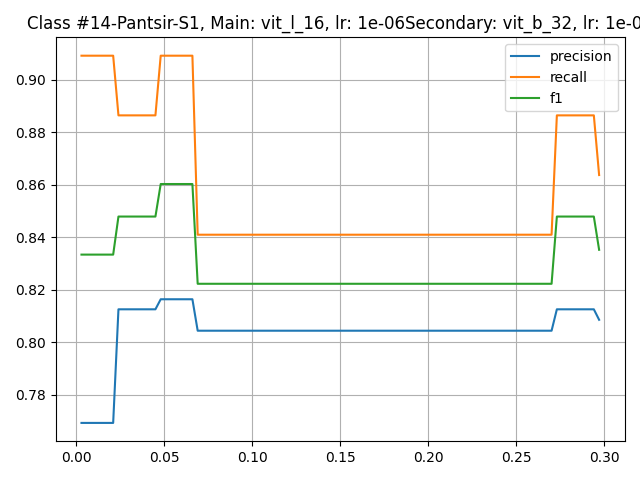 Class #14-Pantsir-S1, Main: vit_l_16, lr: 1e-06Secondary: vit_b_32, lr: 1e-0
precision
recall
f1
0.90
0.88
0.86
0.84
0.82
0.80
0.78
0.00 0.05 0.10 0.15 0.20 0.25 0.30